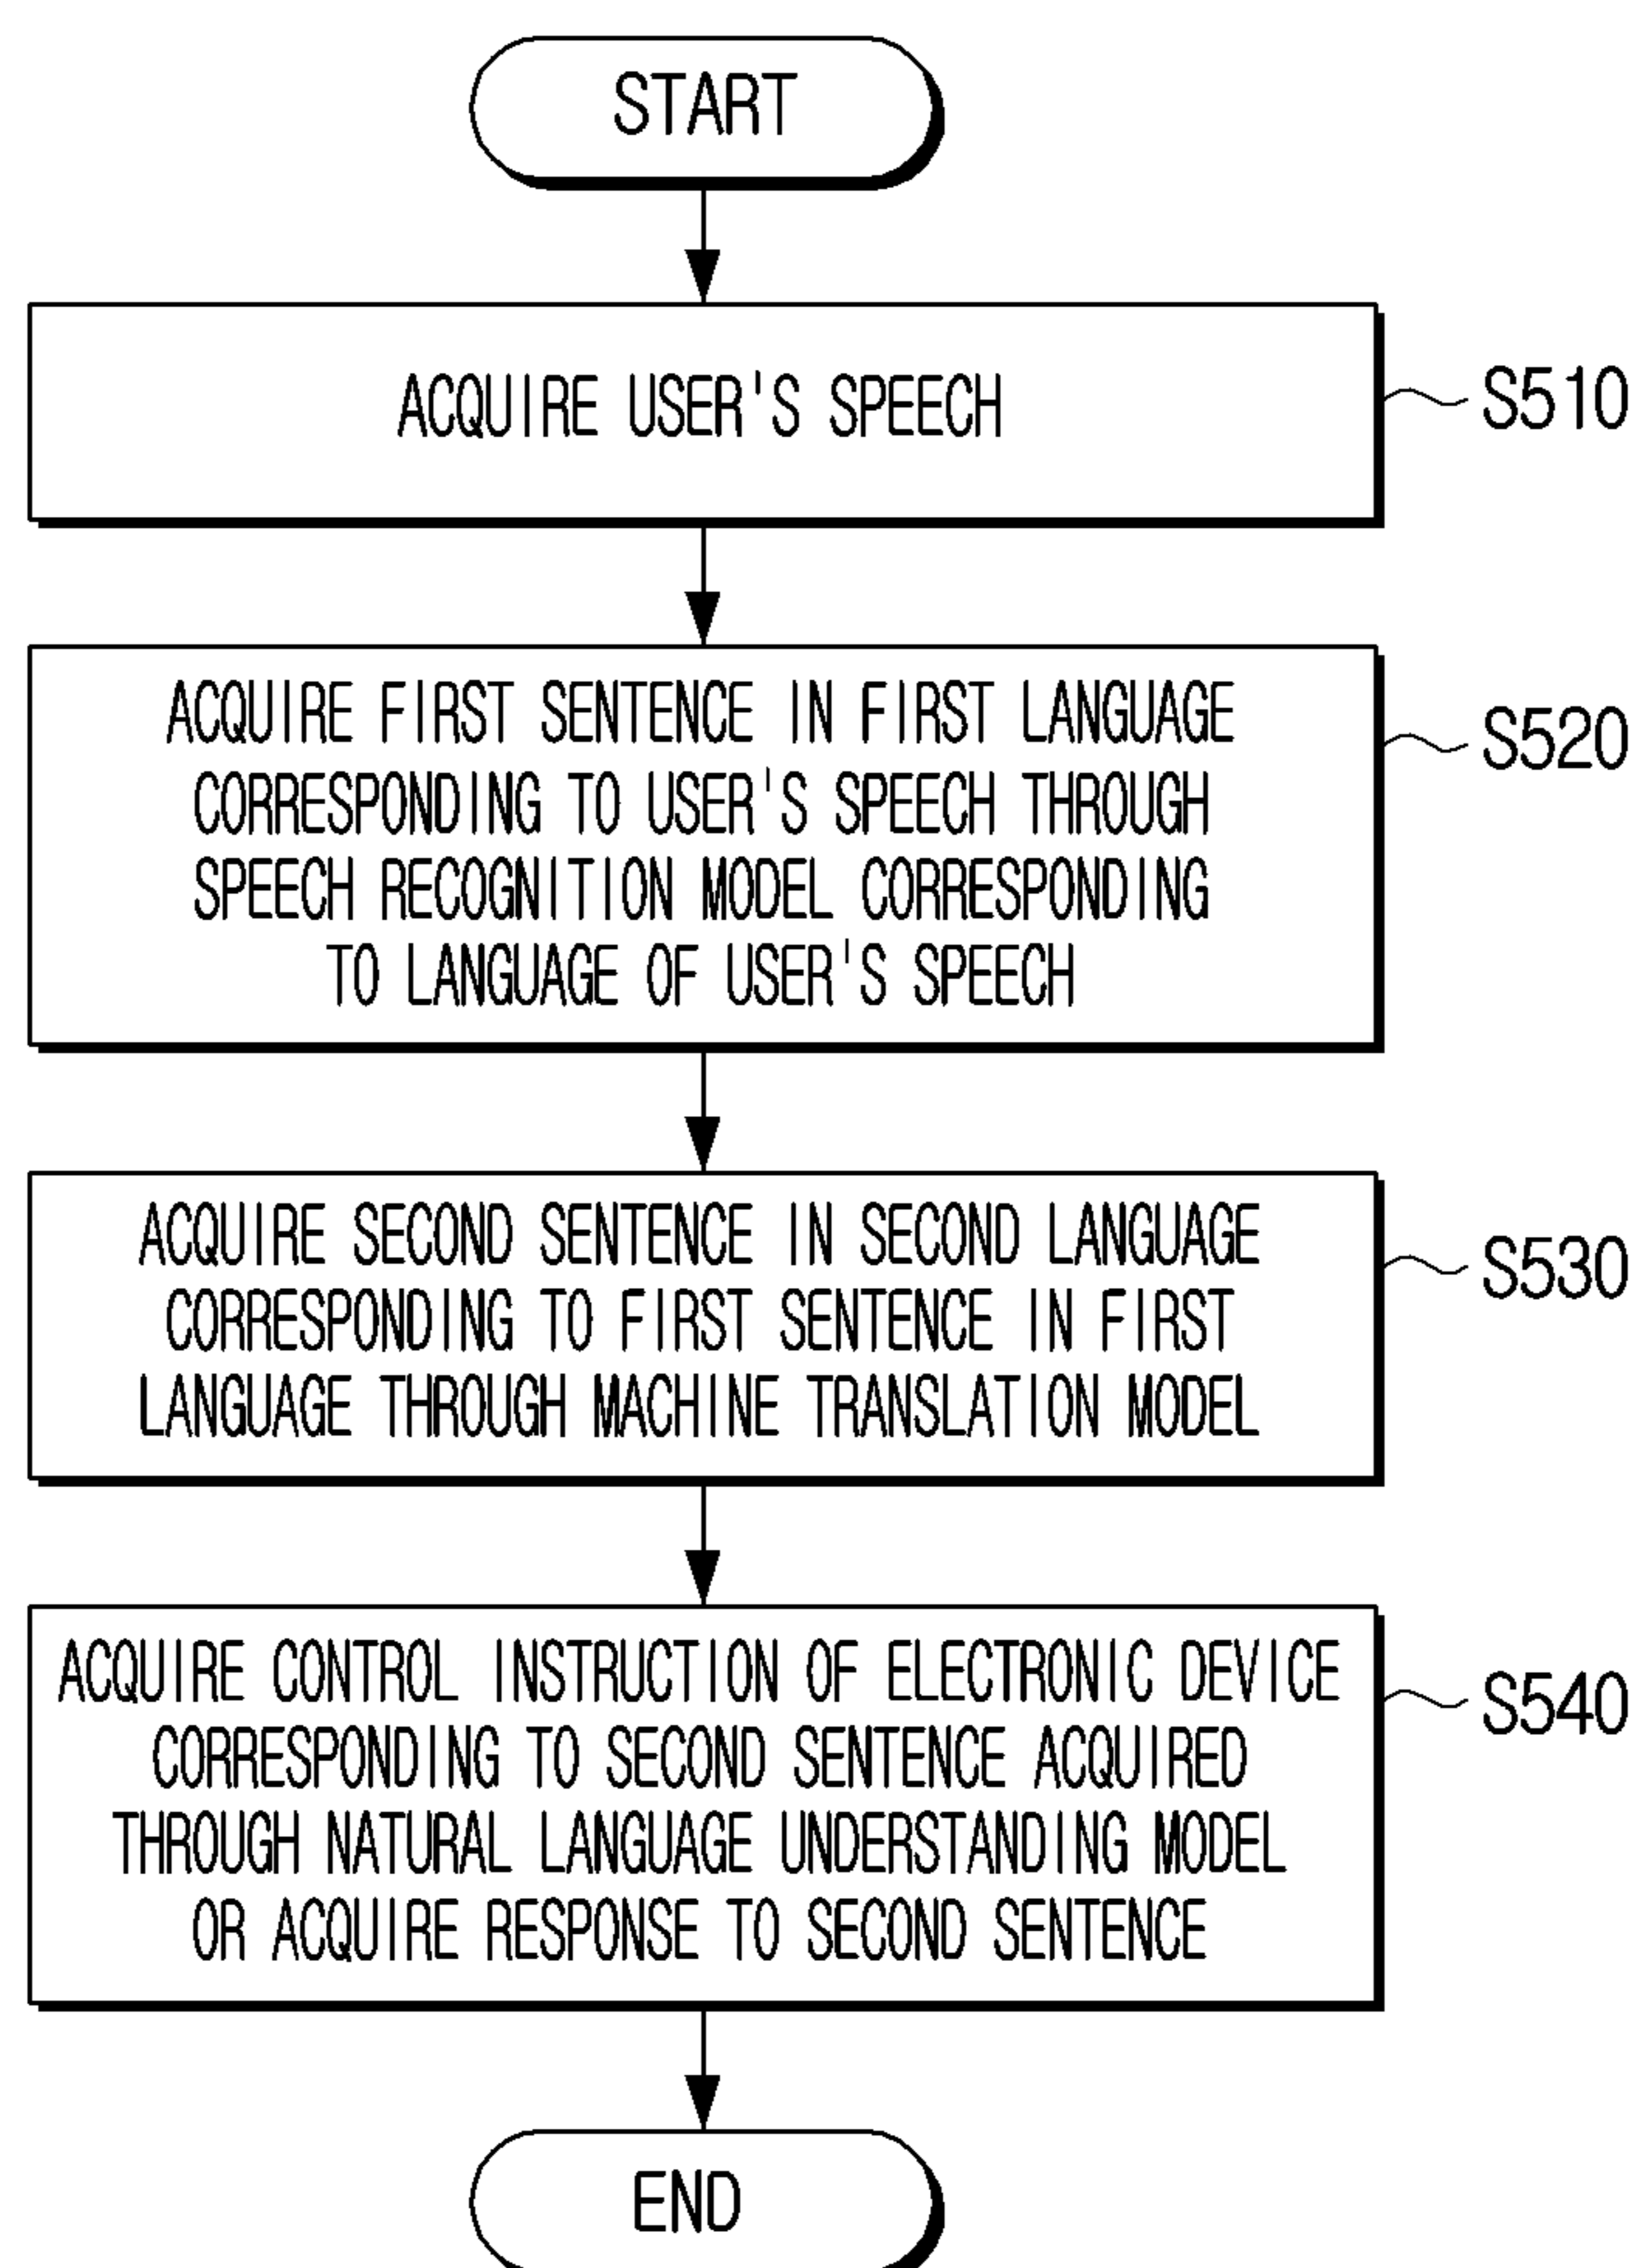 START
ACQUIRE USER'S SPEECH
S510
ACQUIRE FIRST SENTENCE IN FIRST LANGUAGE
CORRESPONDING TO USER'S SPEECH THROUGH
SPEECH RECOGNITION MODEL CORRESPONDING
TO LANGUAGE OF USER'S SPEECH
S520
ACQUIRE SECOND SENTENCE IN SECOND LANGUAGE
CORRESPONDING TO FIRST SENTENCE IN FIRST
LANGUAGE THROUGH MACHINE TRANSLATION MODEL
S530
ACQUIRE CONTROL INSTRUCTION OF ELECTRONIC DEVICE
CORRESPONDING TO SECOND SENTENCE ACQUIRED
THROUGH NATURAL LANGUAGE UNDERSTANDING MODEL
OR ACQUIRE RESPONSE TO SECOND SENTENCE
S540
END